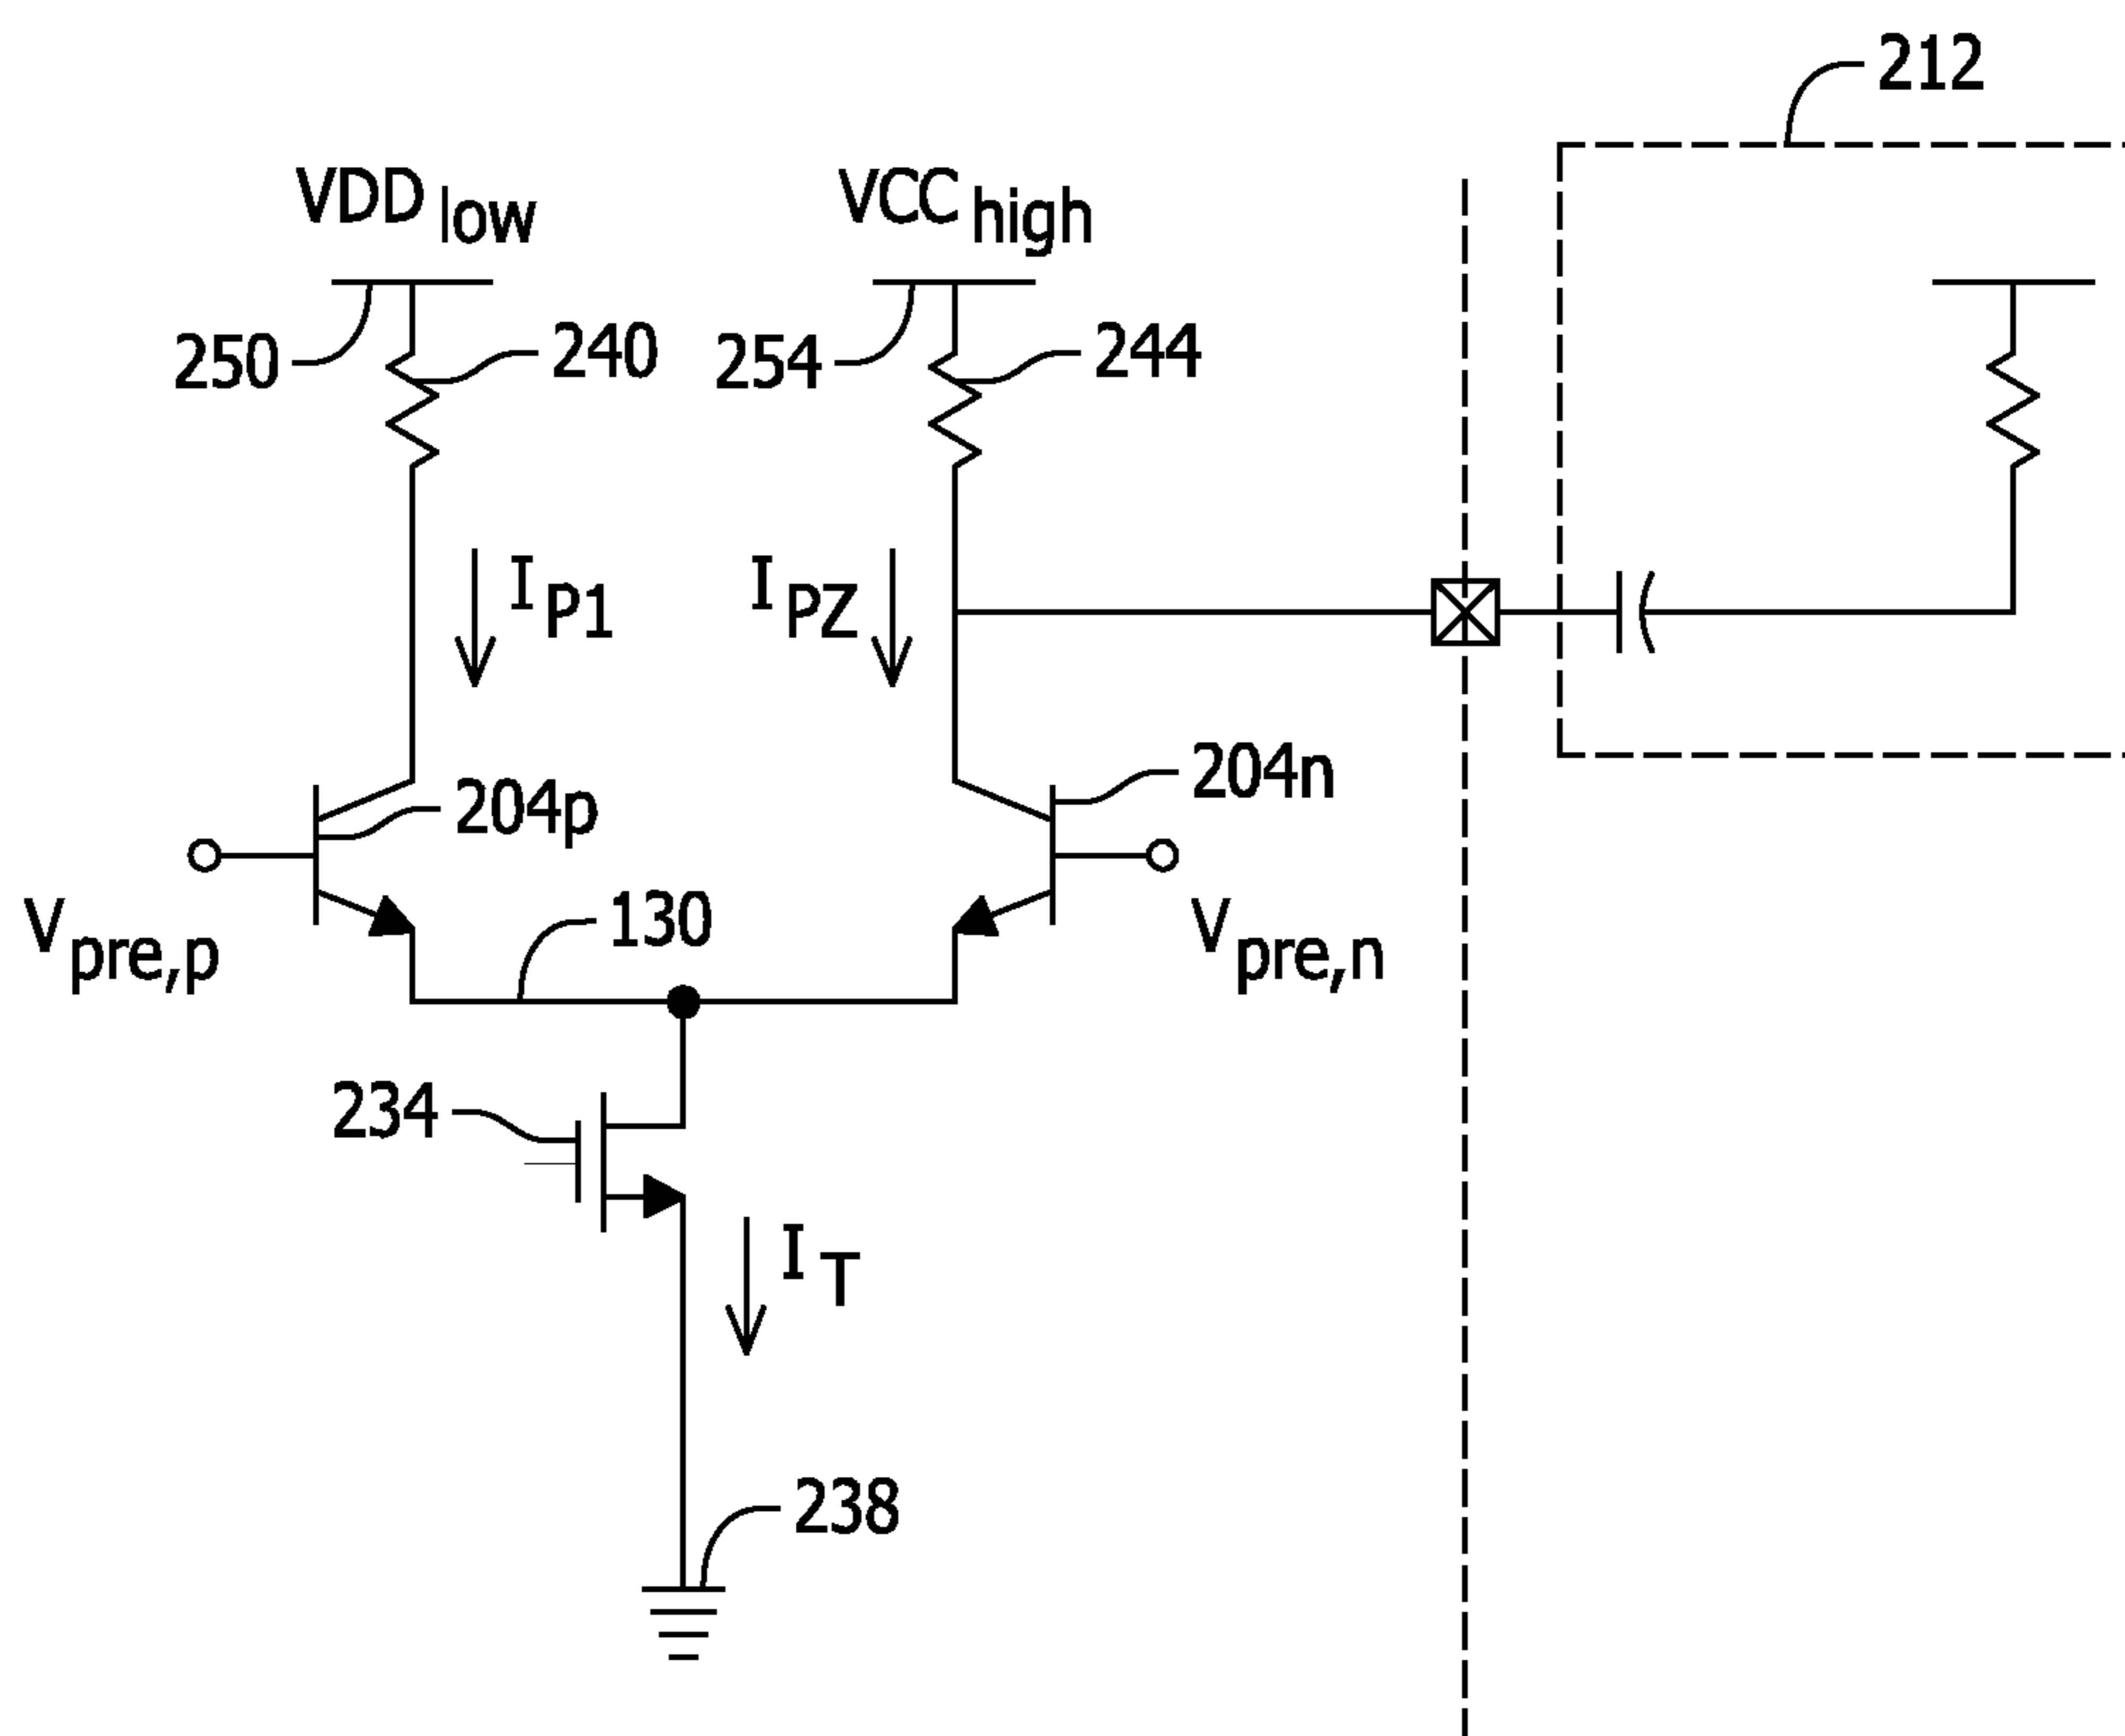 212
VDD low
VCC high
250
240
254
244
I P1
I PZ
204n
204p
V pre,p
130
V pre,n
234
I T
238